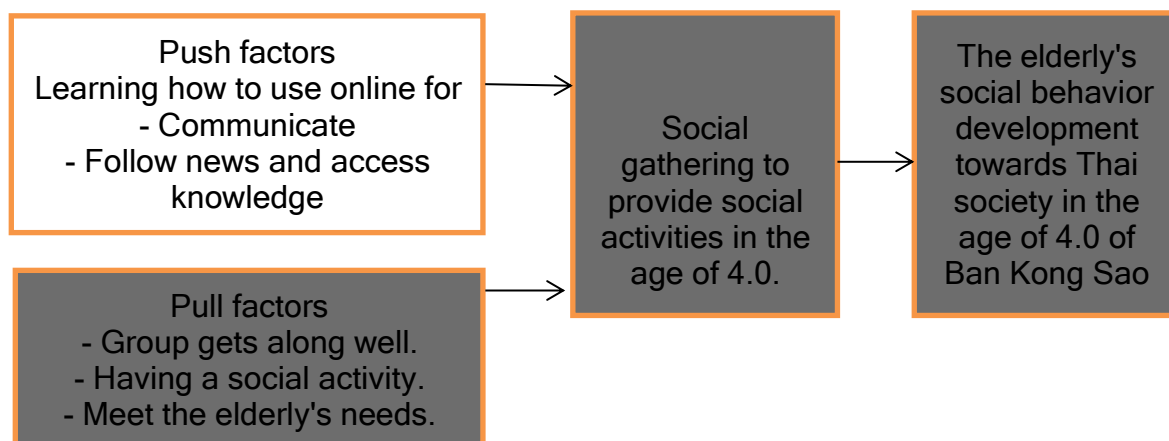 Push factors
Learning how to use online for
- Communicate
- Follow news and access
knowledge
Pull factors
- Group gets along well.
- Having a social activity.
- Meet the elderly's needs.
Social
gathering to
provide social
activities in the
age of 4.0.
The elderly's
social behavior
development
towards Thai
society in the
age of 4.0 of
Ban Kong Sao